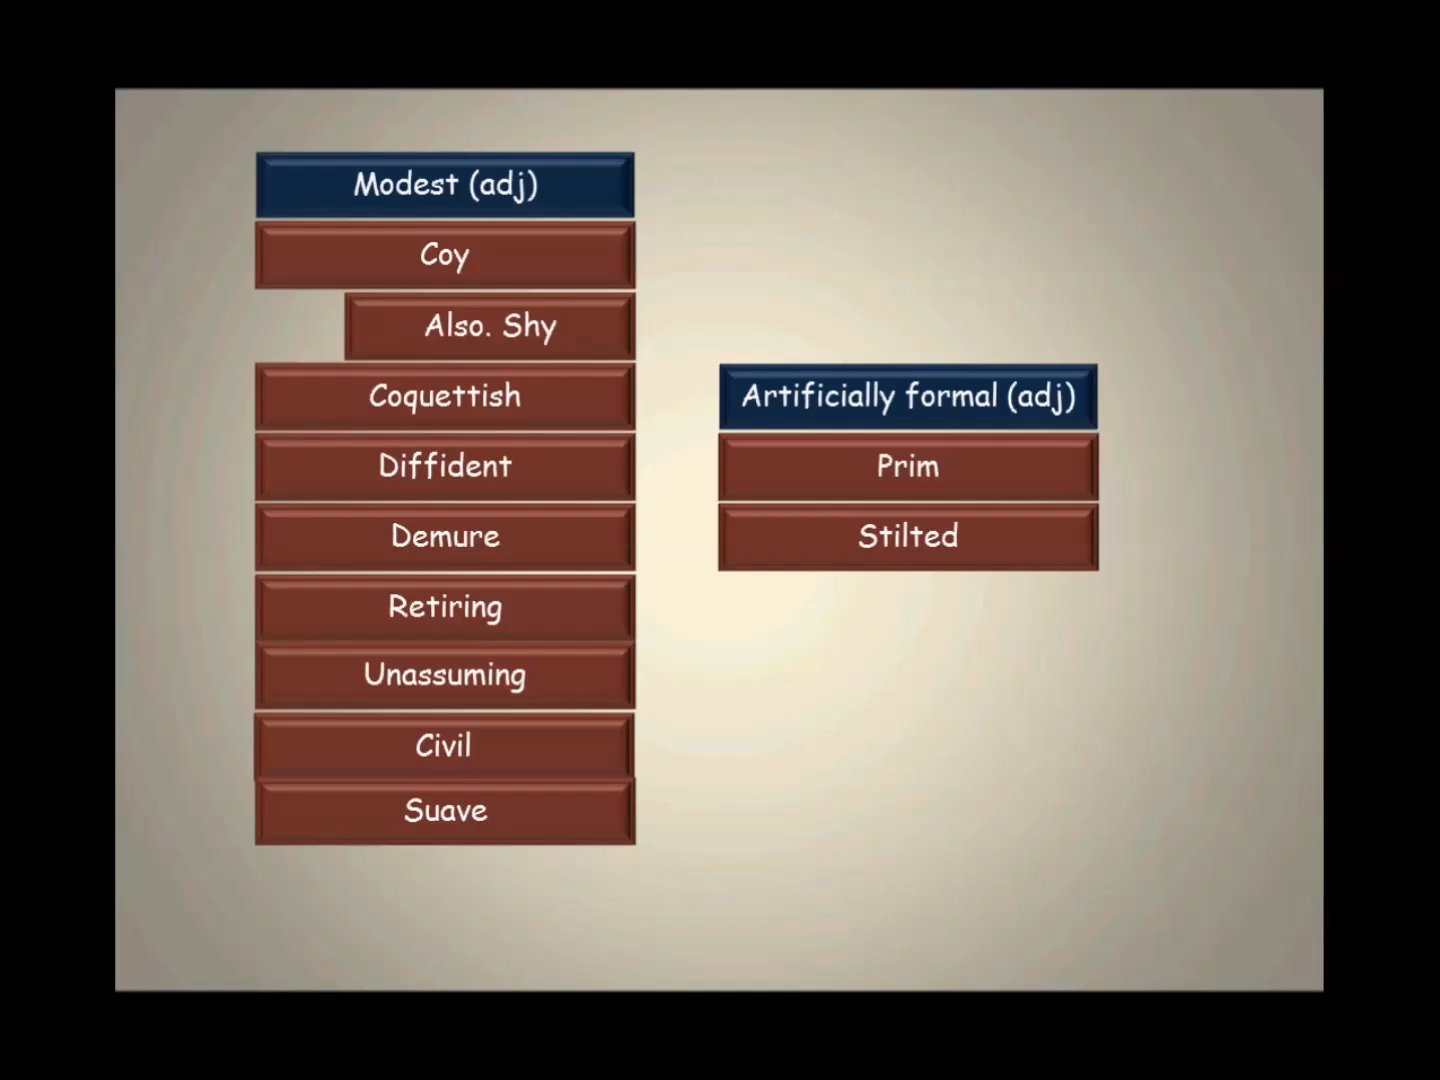 Modest (adj)
Coy
Also. Shy
Coquettish
Diffident
Demure
Retiring
Unassuming
Civil
Suave
Artificially formal (adj)
Prim
Stilted